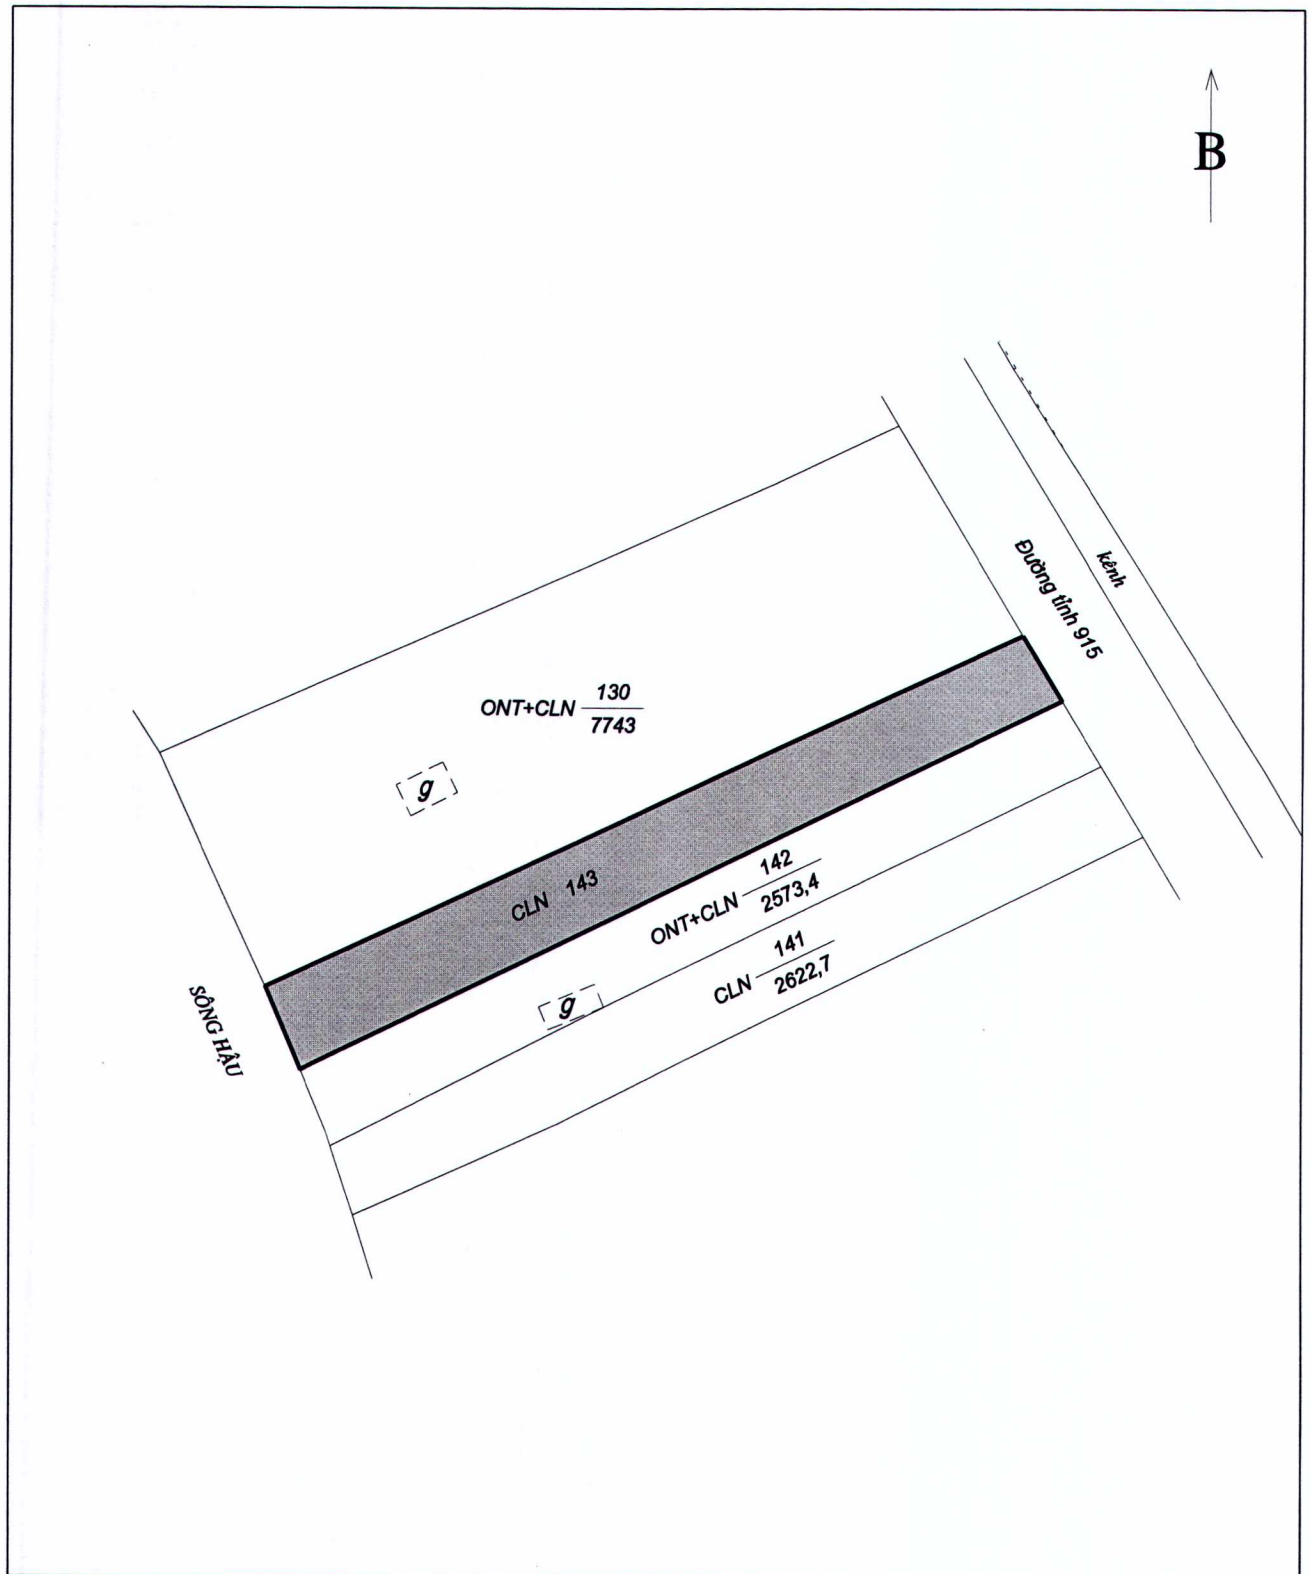 B
kênh
Đường tỉnh 915
ONT+CLN 130
7743
g
CLN 143
ONT+CLN 142
2573,4
CLN 141
2622,7
g
SÔNG HẬU